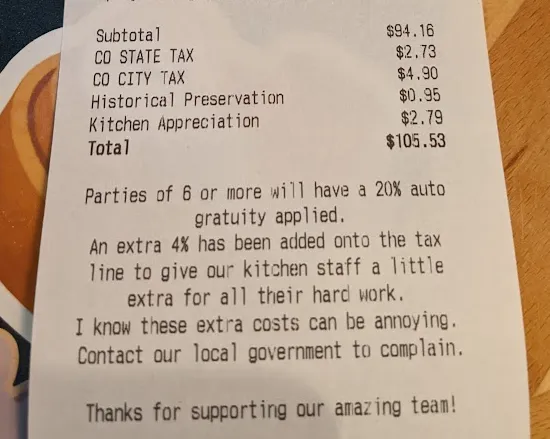 Subtotal $94.16
CO STATE TAX $2.73
CO CITY TAX $4.90
Historical Preservation $0.95
Kitchen Appreciation $2.79
Total $105.53
Parties of 6 or more will have a 20% auto
gratuity applied.
An extra 4% has been added onto the tax
line to give our kitchen staff a little
extra for all their hard work.
I know these extra costs can be annoying.
Contact our local government to complain.
Thanks for supporting our amazing team!